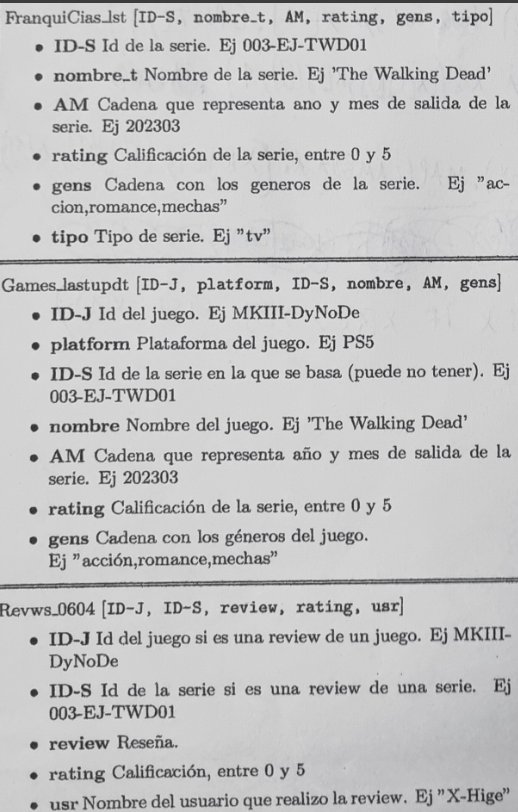 FranquiCias_lst [ID-S, nombre_t, AM, rating, gens, tipo]
• ID-S Id de la serie. Ej 003-EJ-TWD01
• nombre_t Nombre de la serie. Ej 'The Walking Dead'
• AM Cadena que representa ano y mes de salida de la
serie. Ej 202303
• rating Calificación de la serie, entre 0 y 5
• gens Cadena con los generos de la serie. Ej "ac-
cion,romance,mechas"
• tipo Tipo de serie. Ej "tv"
Games_lastupdt [ID-J, platform, ID-S, nombre, AM, gens]
• ID-J Id del juego. Ej MKIII-DyNoDe
• platform Plataforma del juego. Ej PS5
• ID-S Id de la serie en la que se basa (puede no tener). Ej
003-EJ-TWD01
• nombre Nombre del juego. Ej 'The Walking Dead'
• AM Cadena que representa año y mes de salida de la
serie. Ej 202303
• rating Calificación de la serie, entre 0 y 5
• gens Cadena con los géneros del juego.
Ej "acción,romance,mechas"
Revws_0604 [ID-J, ID-S, review, rating, usr]
• ID-J Id del juego si es una review de un juego. Ej MKIII-
DyNoDe
• ID-S Id de la serie si es una review de una serie. Ej
003-EJ-TWD01
• review Reseña.
• rating Calificación, entre 0 y 5
• usr Nombre del usuario que realizo la review. Ej "X-Hige"